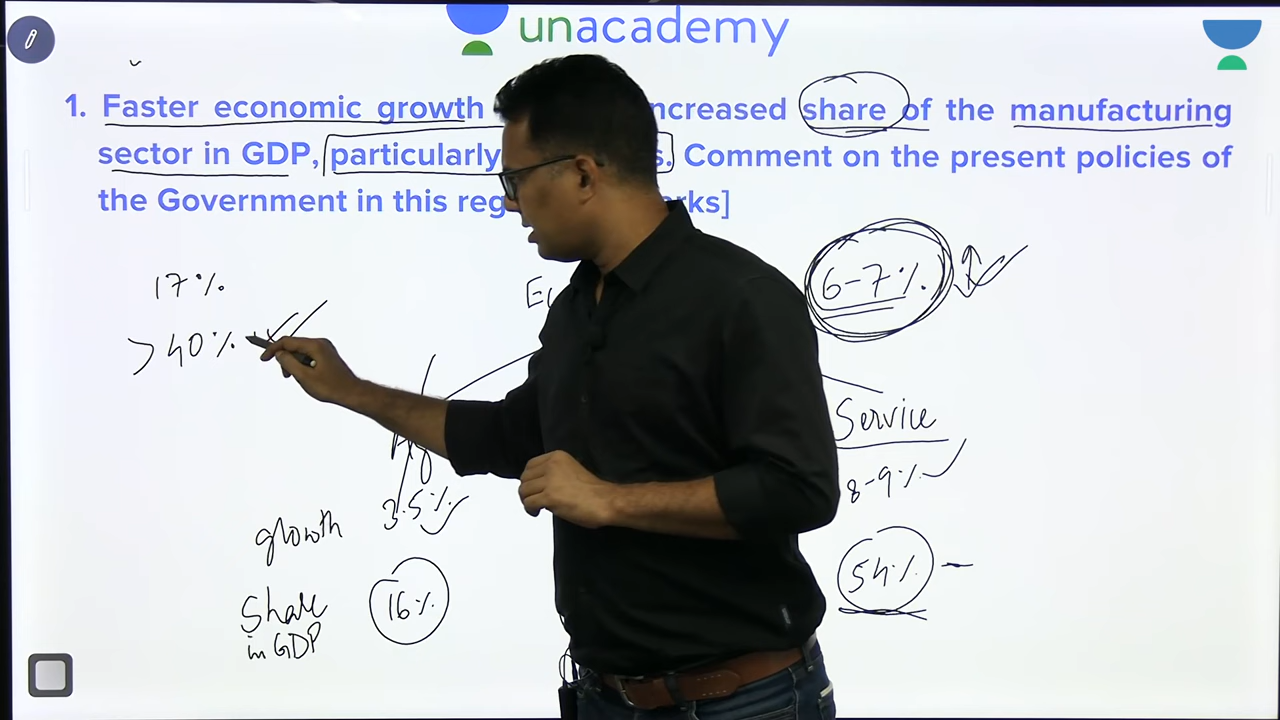 unacademy
1. Faster economic growth ncreased share of the manufacturing
sector in GDP, particularly s. Comment on the present policies of
the Government in this reg rks]
17%
>40%
6-7%
Service
3.5%
8-9%
growth
16%
54%
Share
in GDP